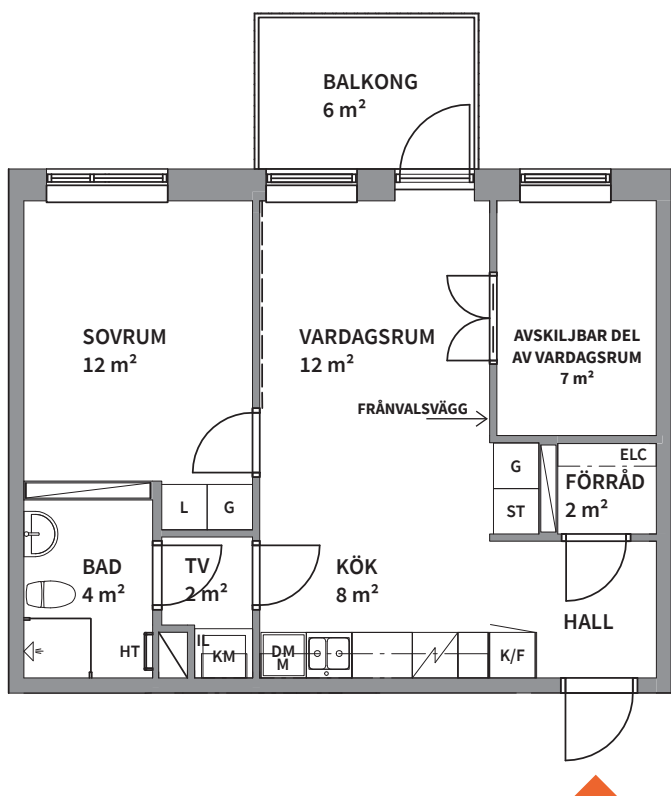 BALKONG
6 m²
SOVRUM
12 m²
VARDAGSRUM
12 m²
AVSKILJBAR DEL
AV VARDAGSRUM
7 m²
FRÅNVALSVÄGG
G
ST
ELC
FÖRRÅD
2 m²
L
G
BAD
4 m²
TV
2 m²
KÖK
8 m²
HALL
HT
IL
KM
DM
M
K/F